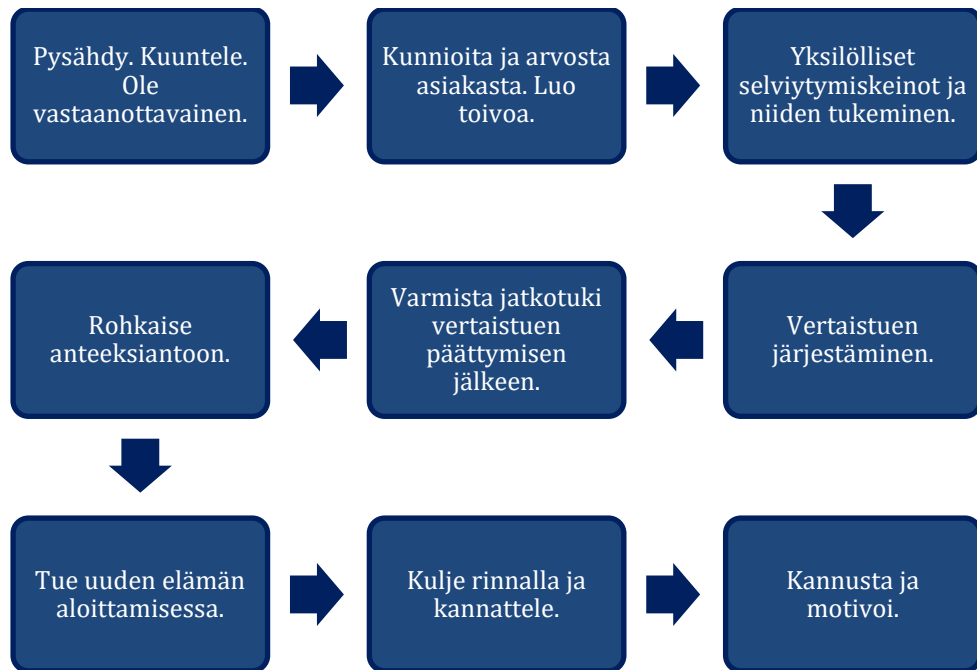 Pysähdy. Kuuntele.
Ole
vastaanottavainen.
Kunnioita ja arvosta
asiakasta. Luo
toivoa.
Yksilölliset
selviytymiskeinot ja
niiden tukeminen.
Vertaistuen
järjestäminen.
Varmista jatkotuki
vertaistuen
päättymisen
jälkeen.
Rohkaise
anteeksiantoon.
Tue uuden elämän
aloittamisessa.
Kulje rinnalla ja
kannattele.
Kannusta ja
motivoi.